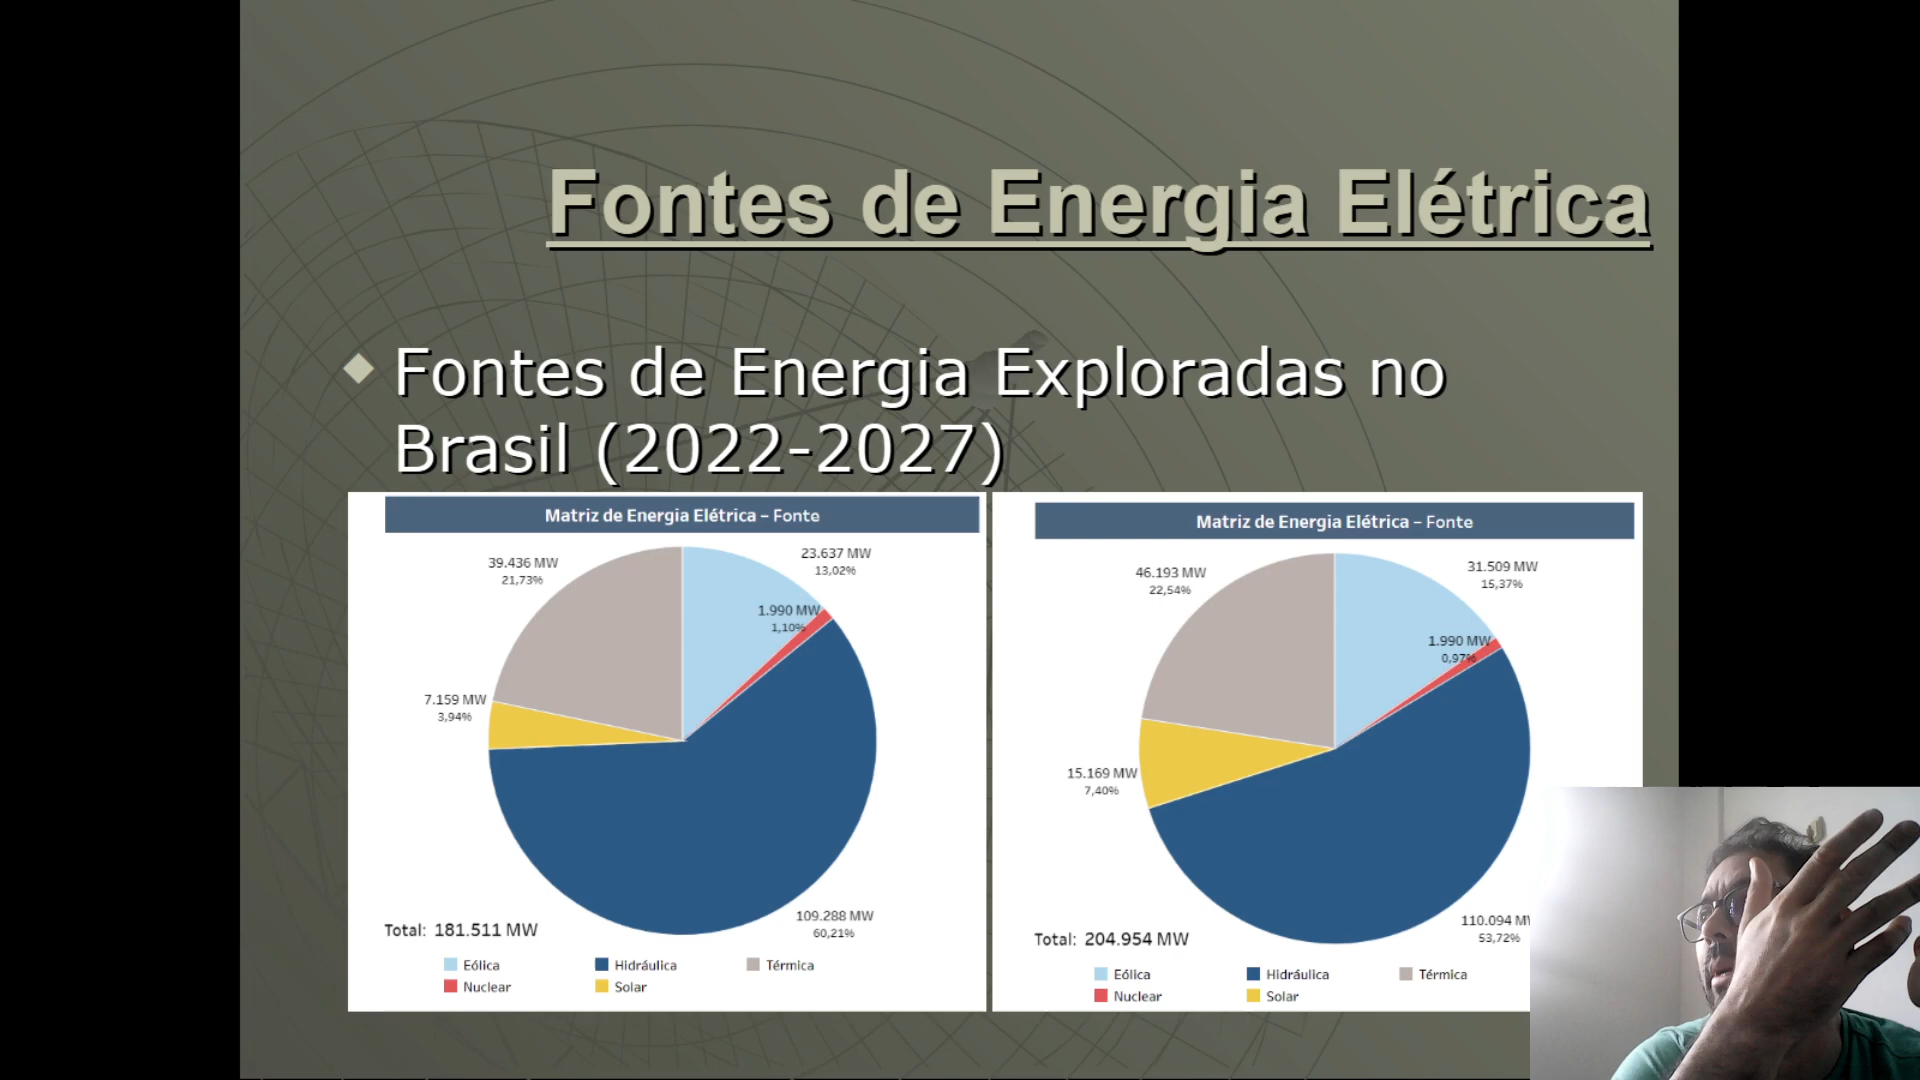 Fontes de Energia Elétrica
Fontes de Energia Exploradas no
Brasil (2022-2027)
Matriz de Energia Elétrica – Fonte
39.436 MW
21,73%
23.637 MW
13,02%
1.990 MW
1,10%
7.159 MW
3,94%
109.288 MW
60,21%
Total: 181.511 MW
Eólica
Hidráulica
Térmica
Nuclear
Solar
Matriz de Energia Elétrica – Fonte
46.193 MW
22,54%
31.509 MW
15,37%
1.990 MW
0,97%
15.169 MW
7,40%
110.094
53,72%
Total: 204.954 MW
Eólica
Hidráulica
Térmica
Nuclear
Solar